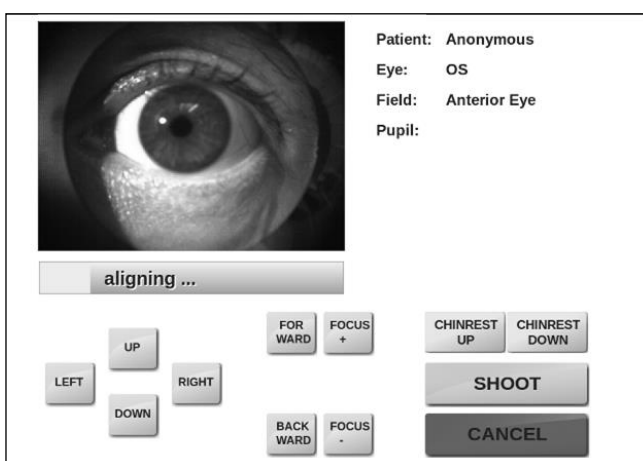 Patient: Anonymous
Eye: OS
Field: Anterior Eye
Pupil:
aligning ...
UP
LEFT
RIGHT
DOWN
FOR
WARD
FOCUS
+
BACK
WARD
FOCUS
-
CHINREST
UP
CHINREST
DOWN
SHOOT
CANCEL